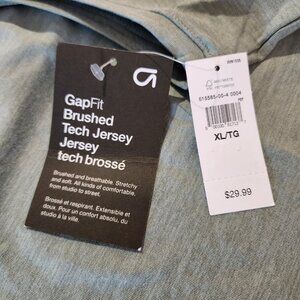 GapFit
Brushed
Tech Jersey
Jersey
tech brossé
Brushed and breathable. Stretchy
and soft. All kinds of comfortable,
from studio to street.
Brossé et respirant. Extensible et
doux. Pour un confort absolu, du
studio à la ville.
XL/TG
$29.99